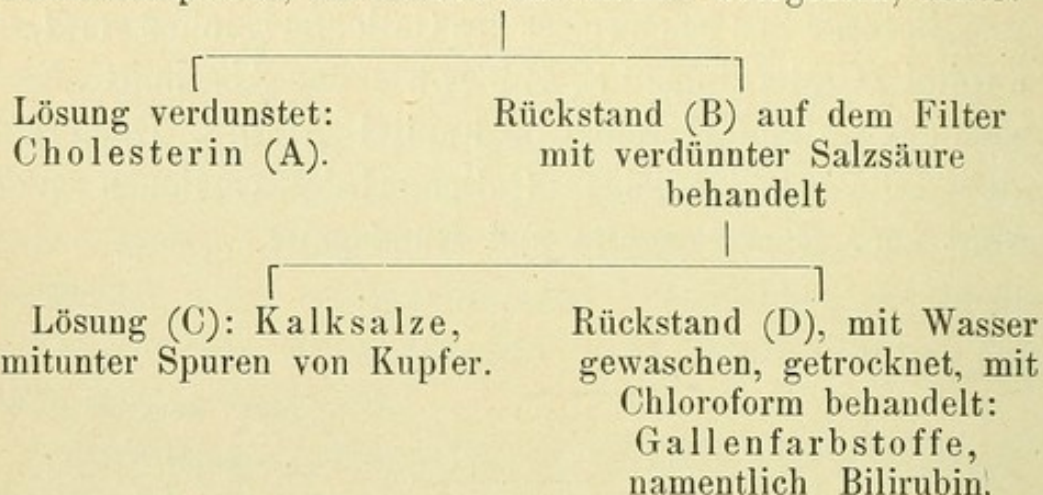 Lösung verdunstet:
Cholesterin (A).
Rückstand (B) auf dem Filter
mit verdünnter Salzsäure
behandelt
Lösung (C): Kalksalze,
mitunter Spuren von Kupfer.
Rückstand (D), mit Wasser
gewaschen, getrocknet, mit
Chloroform behandelt:
Gallenfarbstoffe,
namentlich Bilirubin.